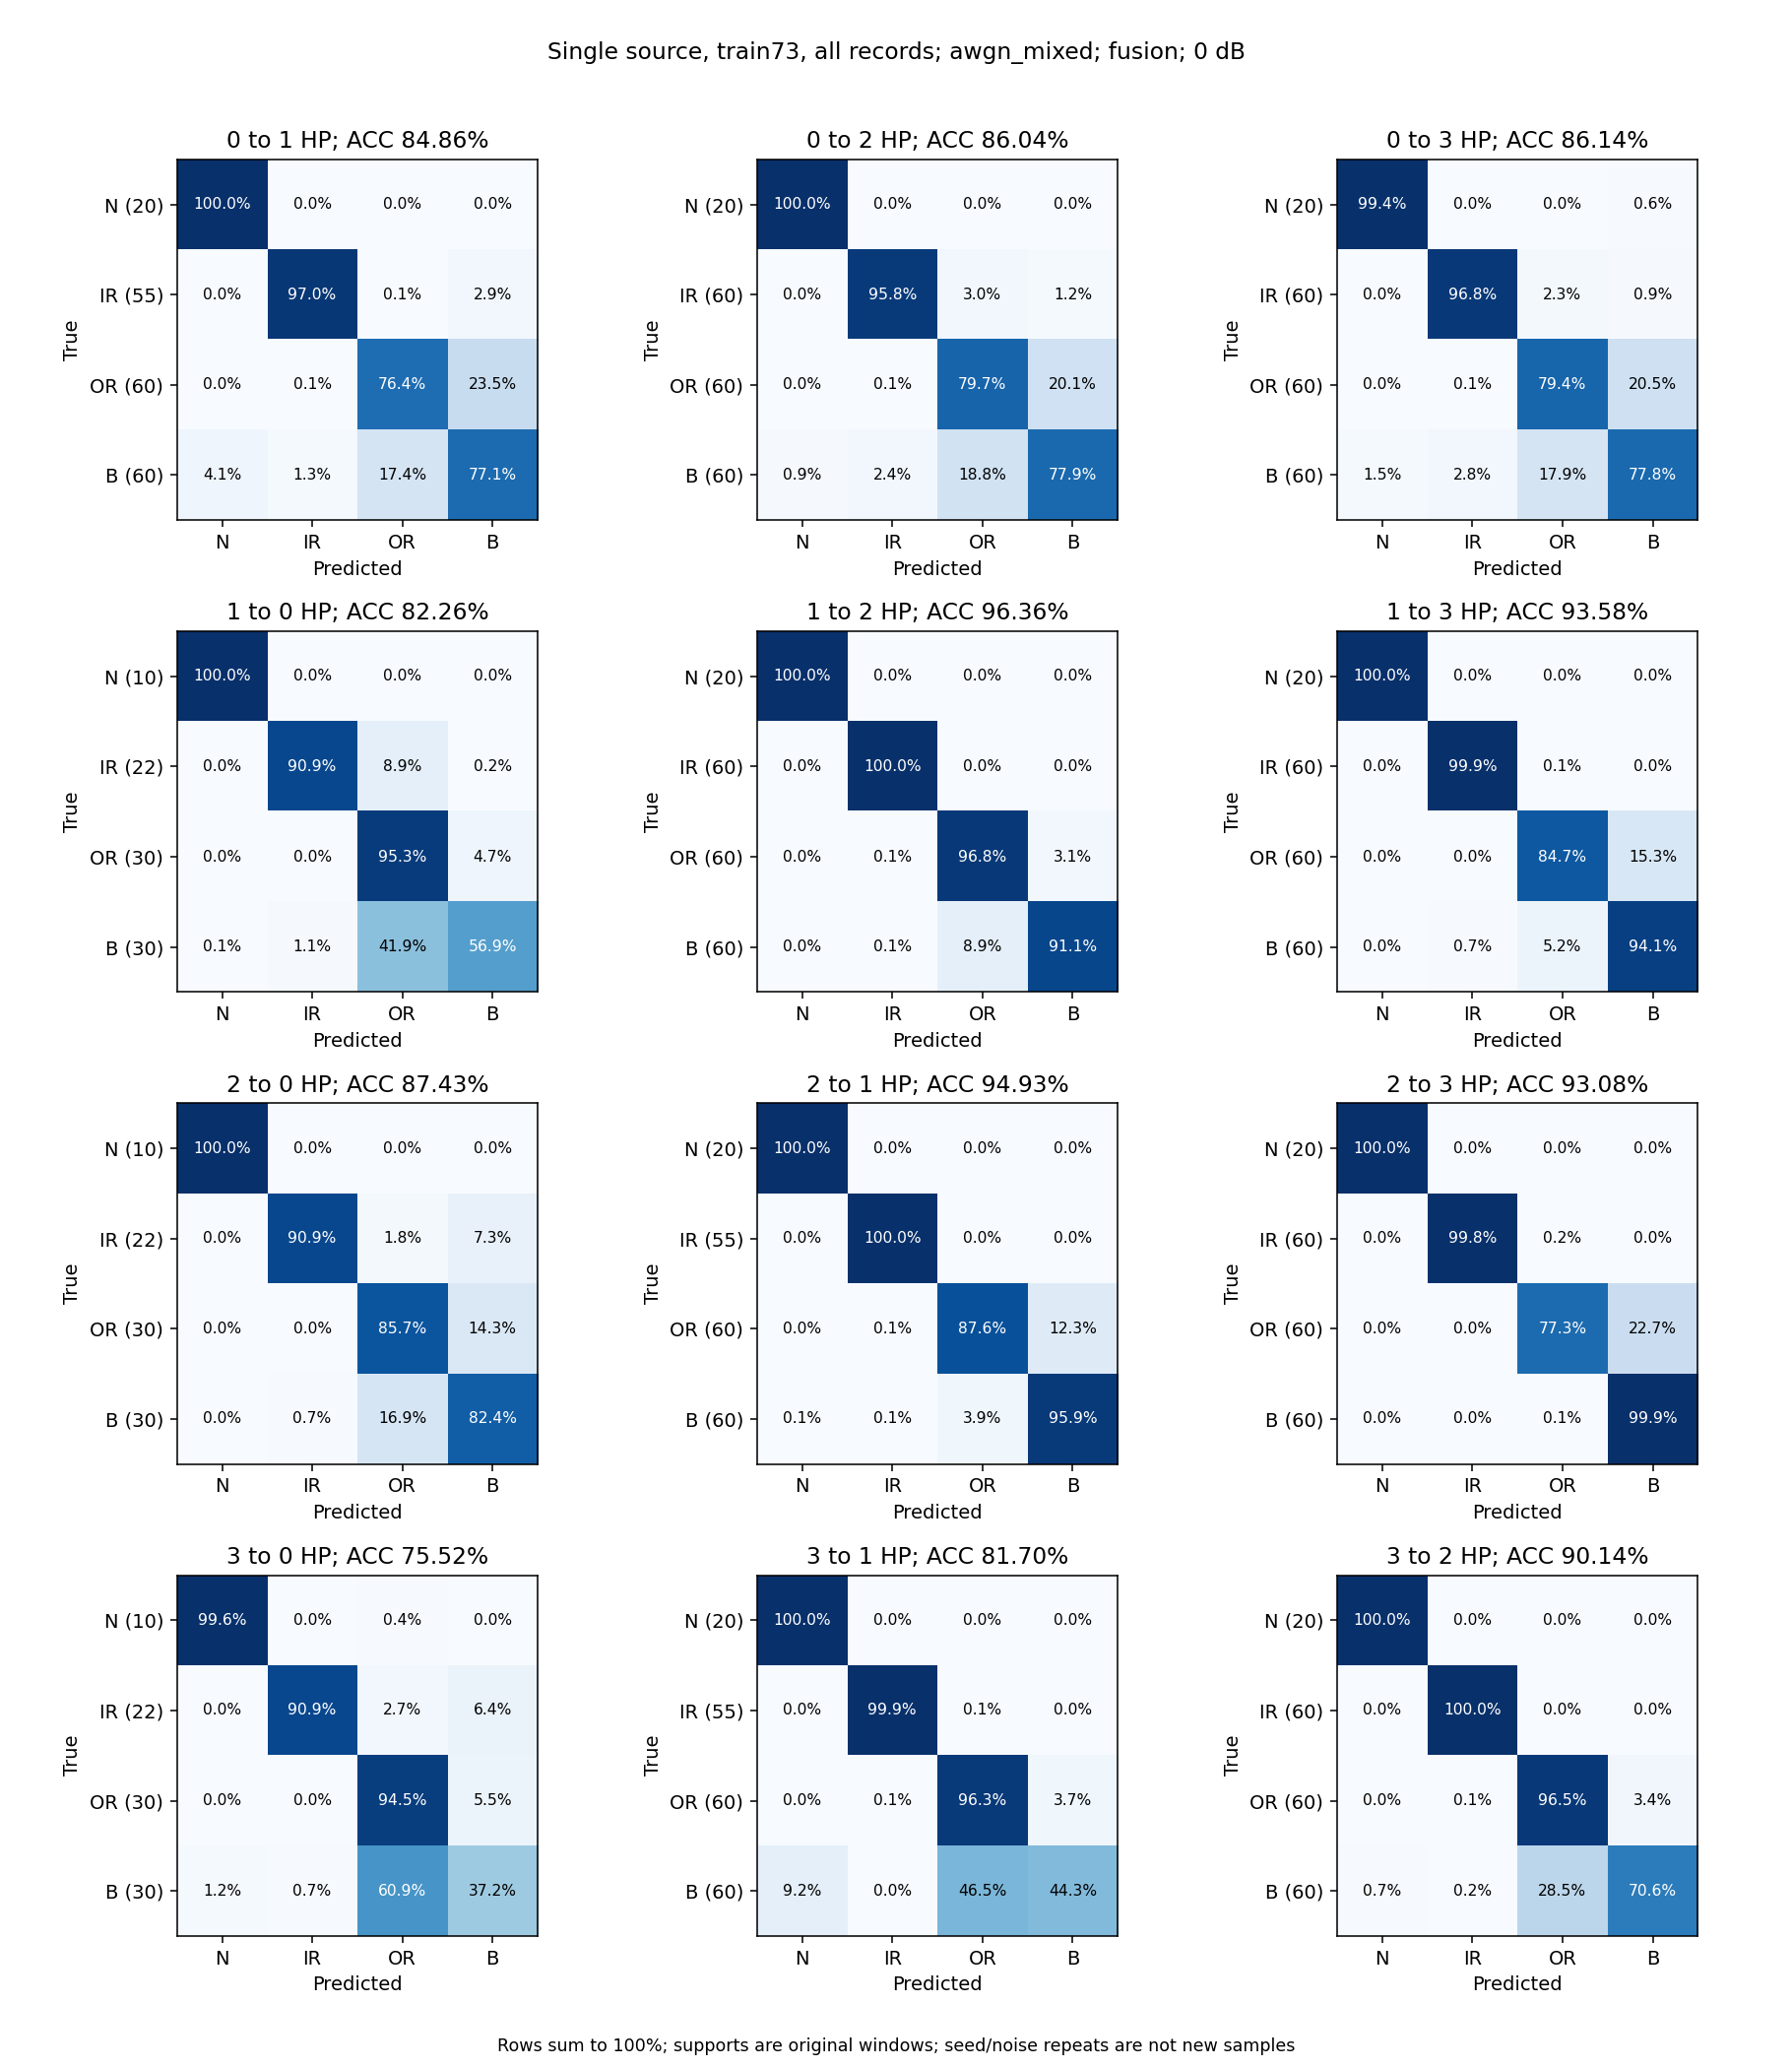 Single source, train73, all records; awgn_mixed; fusion; 0 dB
0 to 1 HP; ACC 84.86%
True
N (20) 100.0% 0.0% 0.0% 0.0%
IR (55) 0.0% 97.0% 0.1% 2.9%
OR (60) 0.0% 0.1% 76.4% 23.5%
B (60) 4.1% 1.3% 17.4% 77.1%
N IR OR B
Predicted
0 to 2 HP; ACC 86.04%
True
N (20) 100.0% 0.0% 0.0% 0.0%
IR (60) 0.0% 95.8% 3.0% 1.2%
OR (60) 0.0% 0.1% 79.7% 20.1%
B (60) 0.9% 2.4% 18.8% 77.9%
N IR OR B
Predicted
0 to 3 HP; ACC 86.14%
True
N (20) 99.4% 0.0% 0.0% 0.6%
IR (60) 0.0% 96.8% 2.3% 0.9%
OR (60) 0.0% 0.1% 79.4% 20.5%
B (60) 1.5% 2.8% 17.9% 77.8%
N IR OR B
Predicted
1 to 0 HP; ACC 82.26%
True
N (10) 100.0% 0.0% 0.0% 0.0%
IR (22) 0.0% 90.9% 8.9% 0.2%
OR (30) 0.0% 0.0% 95.3% 4.7%
B (30) 0.1% 1.1% 41.9% 56.9%
N IR OR B
Predicted
1 to 2 HP; ACC 96.36%
True
N (20) 100.0% 0.0% 0.0% 0.0%
IR (60) 0.0% 100.0% 0.0% 0.0%
OR (60) 0.0% 0.1% 96.8% 3.1%
B (60) 0.0% 0.1% 8.9% 91.1%
N IR OR B
Predicted
1 to 3 HP; ACC 93.58%
True
N (20) 100.0% 0.0% 0.0% 0.0%
IR (60) 0.0% 99.9% 0.1% 0.0%
OR (60) 0.0% 0.0% 84.7% 15.3%
B (60) 0.0% 0.7% 5.2% 94.1%
N IR OR B
Predicted
2 to 0 HP; ACC 87.43%
True
N (10) 100.0% 0.0% 0.0% 0.0%
IR (22) 0.0% 90.9% 1.8% 7.3%
OR (30) 0.0% 0.0% 85.7% 14.3%
B (30) 0.0% 0.7% 16.9% 82.4%
N IR OR B
Predicted
2 to 1 HP; ACC 94.93%
True
N (20) 100.0% 0.0% 0.0% 0.0%
IR (55) 0.0% 100.0% 0.0% 0.0%
OR (60) 0.0% 0.1% 87.6% 12.3%
B (60) 0.1% 0.1% 3.9% 95.9%
N IR OR B
Predicted
2 to 3 HP; ACC 93.08%
True
N (20) 100.0% 0.0% 0.0% 0.0%
IR (60) 0.0% 99.8% 0.2% 0.0%
OR (60) 0.0% 0.0% 77.3% 22.7%
B (60) 0.0% 0.0% 0.1% 99.9%
N IR OR B
Predicted
3 to 0 HP; ACC 75.52%
True
N (10) 99.6% 0.0% 0.4% 0.0%
IR (22) 0.0% 90.9% 2.7% 6.4%
OR (30) 0.0% 0.0% 94.5% 5.5%
B (30) 1.2% 0.7% 60.9% 37.2%
N IR OR B
Predicted
3 to 1 HP; ACC 81.70%
True
N (20) 100.0% 0.0% 0.0% 0.0%
IR (55) 0.0% 99.9% 0.1% 0.0%
OR (60) 0.0% 0.1% 96.3% 3.7%
B (60) 9.2% 0.0% 46.5% 44.3%
N IR OR B
Predicted
3 to 2 HP; ACC 90.14%
True
N (20) 100.0% 0.0% 0.0% 0.0%
IR (60) 0.0% 100.0% 0.0% 0.0%
OR (60) 0.0% 0.1% 96.5% 3.4%
B (60) 0.7% 0.2% 28.5% 70.6%
N IR OR B
Predicted
Rows sum to 100%; supports are original windows; seed/noise repeats are not new samples